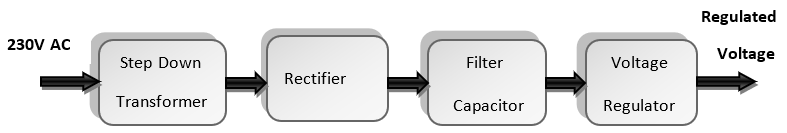 230V AC
Step Down
Transformer
Rectifier
Filter
Capacitor
Voltage
Regulator
Regulated
Voltage